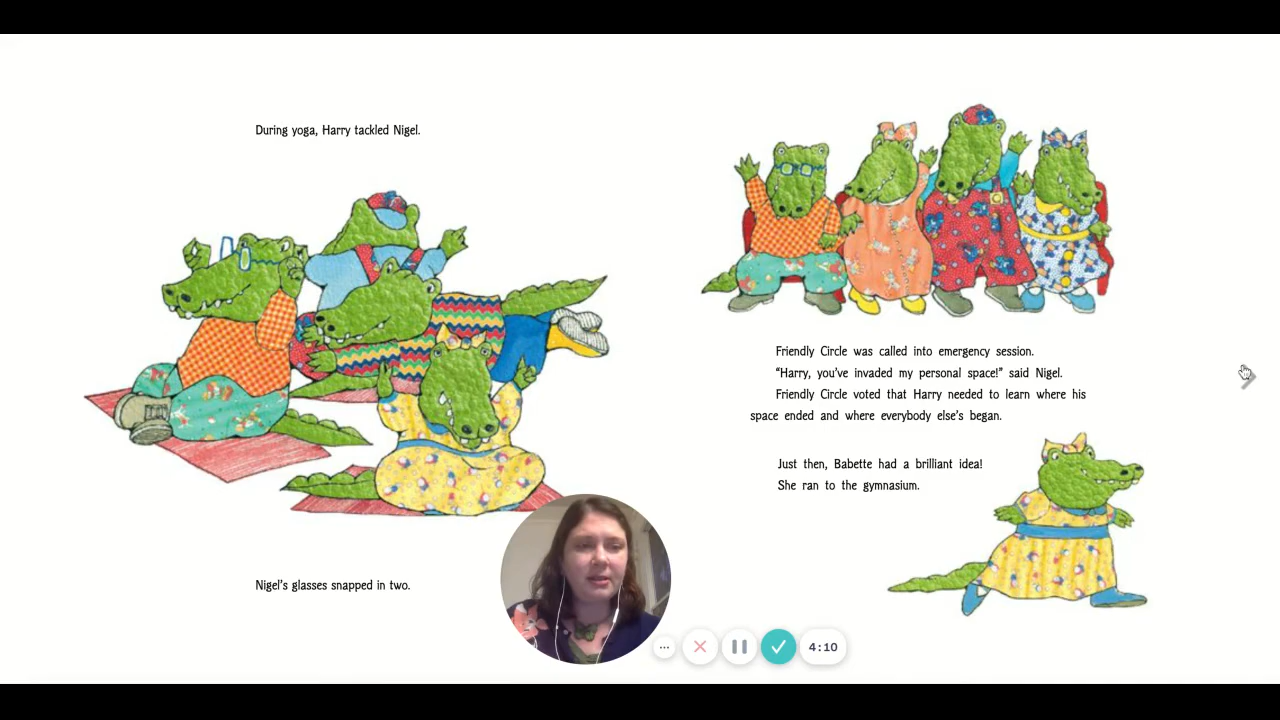 During yoga, Harry tackled Nigel.
Nigel's glasses snapped in two.
Friendly Circle was called into emergency session.
“Harry, you've invaded my personal space!” said Nigel.
Friendly Circle voted that Harry needed to learn where his
space ended and where everybody else's began.
Just then, Babette had a brilliant idea!
She ran to the gymnasium.
4:10